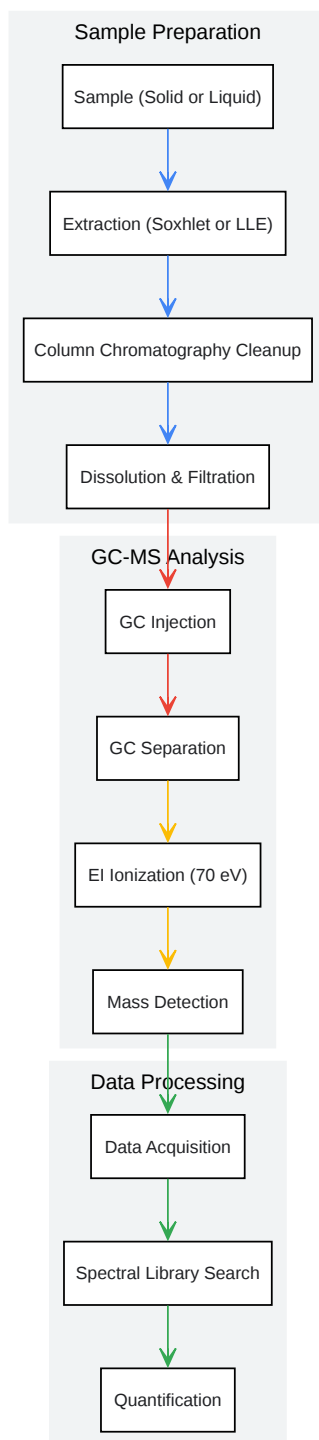 Sample Preparation
Sample (Solid or Liquid)
Extraction (Soxhlet or LLE)
Column Chromatography Cleanup
Dissolution & Filtration
GC-MS Analysis
GC Injection
GC Separation
EI Ionization (70 eV)
Mass Detection
Data Processing
Data Acquisition
Spectral Library Search
Quantification